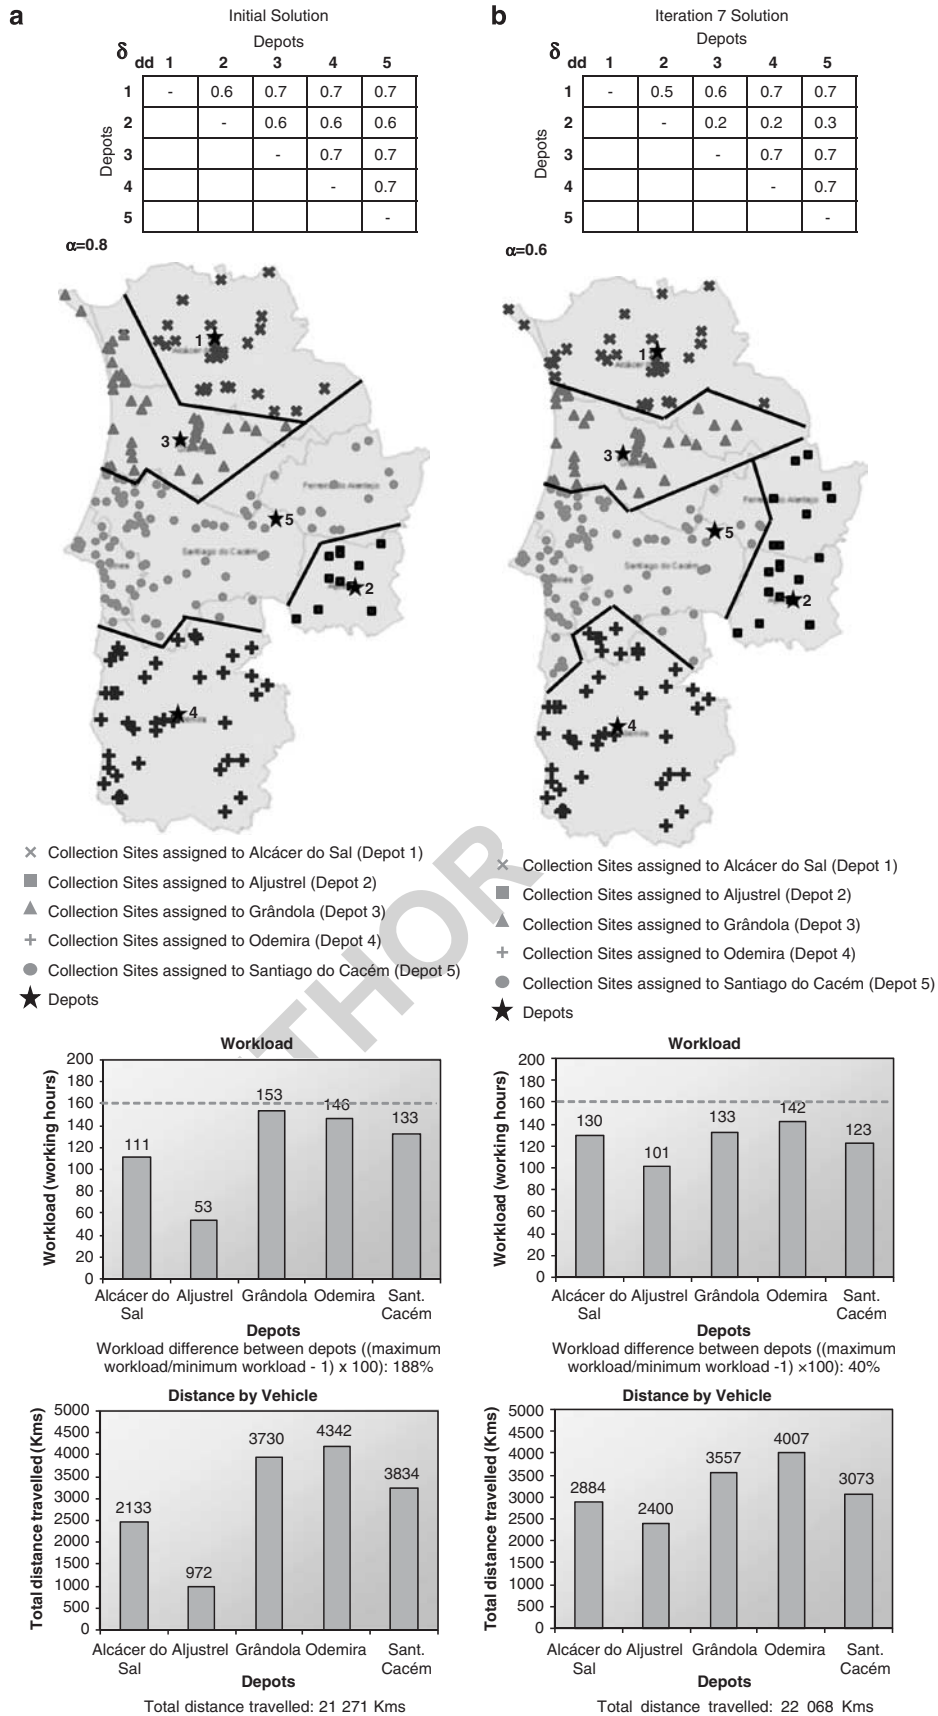 a
Initial Solution
Depots
δ dd 1 2 3 4 5
1 - 0.6 0.7 0.7 0.7
2 - 0.6 0.6 0.6
3 - 0.7 0.7
4 - 0.7
5 -
Depots
α=0.8
1
3
5
Santiago do Cacém
2
4
× Collection Sites assigned to Alcácer do Sal (Depot 1)
Collection Sites assigned to Aljustrel (Depot 2)
Collection Sites assigned to Grândola (Depot 3)
+ Collection Sites assigned to Odemira (Depot 4)
Collection Sites assigned to Santiago do Cacém (Depot 5)
★ Depots
Workload
Workload (working hours)
200
180
160
140
120
100
80
60
40
20
0
111
53
153
146
133
Alcácer do Sal
Aljustrel
Grândola
Odemira
Sant. Cacém
Depots
Workload difference between depots ((maximum
workload/minimum workload - 1) x 100): 188%
Distance by Vehicle
Total distance travelled (Kms)
5000
4500
4000
3500
3000
2500
2000
1500
1000
500
0
2133
972
3730
4342
3834
Alcácer do Sal
Aljustrel
Grândola
Odemira
Sant. Cacém
Depots
Total distance travelled: 21 271 Kms
b
Iteration 7 Solution
Depots
δ dd 1 2 3 4 5
1 - 0.5 0.6 0.7 0.7
2 - 0.2 0.2 0.3
3 - 0.7 0.7
4 - 0.7
5 -
Depots
α=0.6
1
3
5
Santiago do Cacém
2
4
× Collection Sites assigned to Alcácer do Sal (Depot 1)
Collection Sites assigned to Aljustrel (Depot 2)
Collection Sites assigned to Grândola (Depot 3)
+ Collection Sites assigned to Odemira (Depot 4)
Collection Sites assigned to Santiago do Cacém (Depot 5)
★ Depots
Workload
Workload (working hours)
200
180
160
140
120
100
80
60
40
20
0
130
101
133
142
123
Alcácer do Sal
Aljustrel
Grândola
Odemira
Sant. Cacém
Depots
Workload difference between depots ((maximum
workload/minimum workload -1) ×100): 40%
Distance by Vehicle
Total distance travelled (Kms)
5000
4500
4000
3500
3000
2500
2000
1500
1000
500
0
2884
2400
3557
4007
3073
Alcácer do Sal
Aljustrel
Grândola
Odemira
Sant. Cacém
Depots
Total distance travelled: 22 068 Kms
THOR